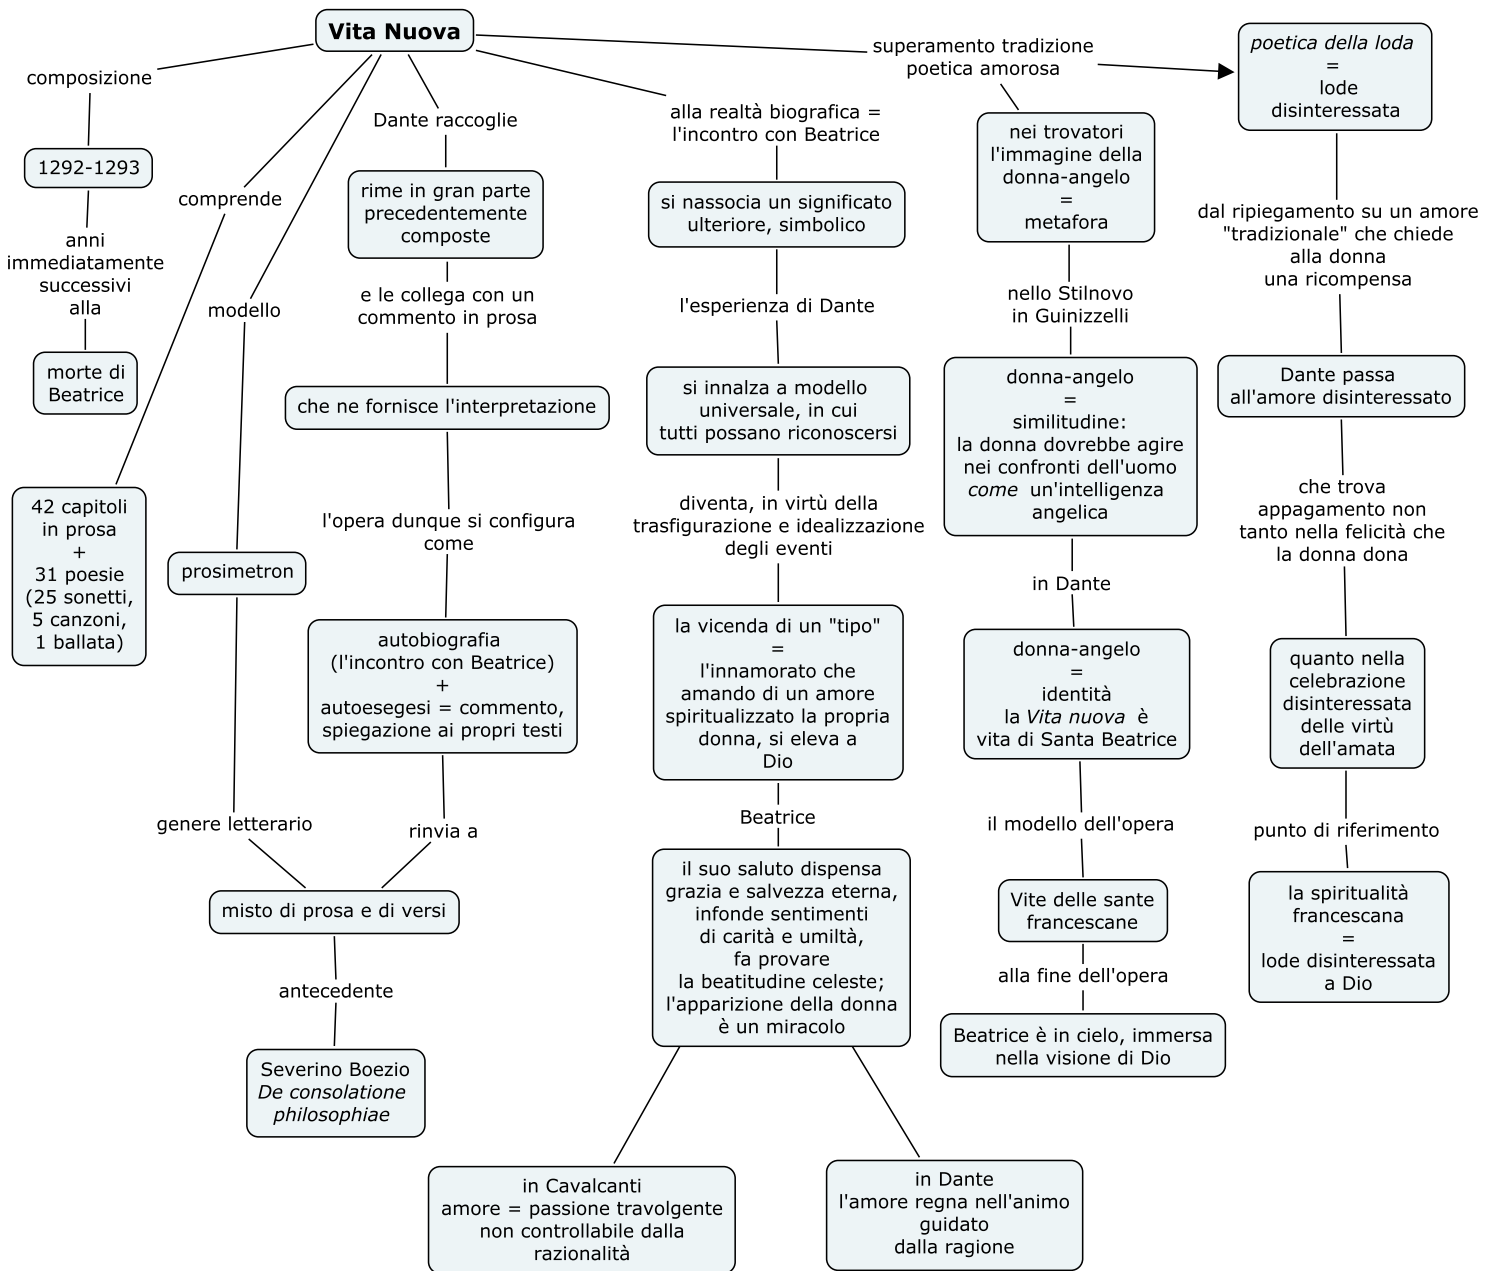 Vita Nuova
composizione
1292-1293
anni
immediatamente
successivi
alla
morte di
Beatrice
comprende
42 capitoli
in prosa
+
31 poesie
(25 sonetti,
5 canzoni,
1 ballata)
modello
prosimetron
genere letterario
Dante raccoglie
rime in gran parte
precedentemente
composte
e le collega con un
commento in prosa
che ne fornisce l'interpretazione
l'opera dunque si configura
come
autobiografia
(l'incontro con Beatrice)
+
autoesegesi = commento,
spiegazione ai propri testi
rinvia a
misto di prosa e di versi
antecedente
Severino Boezio
De consolatione
philosophiae
alla realtà biografica =
l'incontro con Beatrice
si nassocia un significato
ulteriore, simbolico
l'esperienza di Dante
si innalza a modello
universale, in cui
tutti possano riconoscersi
diventa, in virtù della
trasfigurazione e idealizzazione
degli eventi
la vicenda di un "tipo"
=
l'innamorato che
amando di un amore
spiritualizzato la propria
donna, si eleva a
Dio
Beatrice
il suo saluto dispensa
grazia e salvezza eterna,
infonde sentimenti
di carità e umiltà,
fa provare
la beatitudine celeste;
l'apparizione della donna
è un miracolo
in Cavalcanti
amore = passione travolgente
non controllabile dalla
razionalità
in Dante
l'amore regna nell'animo
guidato
dalla ragione
superamento tradizione
poetica amorosa
nei trovatori
l'immagine della
donna-angelo
=
metafora
nello Stilnovo
in Guinizzelli
donna-angelo
=
similitudine:
la donna dovrebbe agire
nei confronti dell'uomo
come un'intelligenza
angelica
in Dante
donna-angelo
=
identità
la Vita nuova è
vita di Santa Beatrice
il modello dell'opera
Vite delle sante
francescane
alla fine dell'opera
Beatrice è in cielo, immersa
nella visione di Dio
poetica della loda
=
lode
disinteressata
dal ripiegamento su un amore
"tradizionale" che chiede
alla donna
una ricompensa
Dante passa
all'amore disinteressato
che trova
appagamento non
tanto nella felicità che
la donna dona
quanto nella
celebrazione
disinteressata
delle virtù
dell'amata
punto di riferimento
la spiritualità
francescana
=
lode disinteressata
a Dio